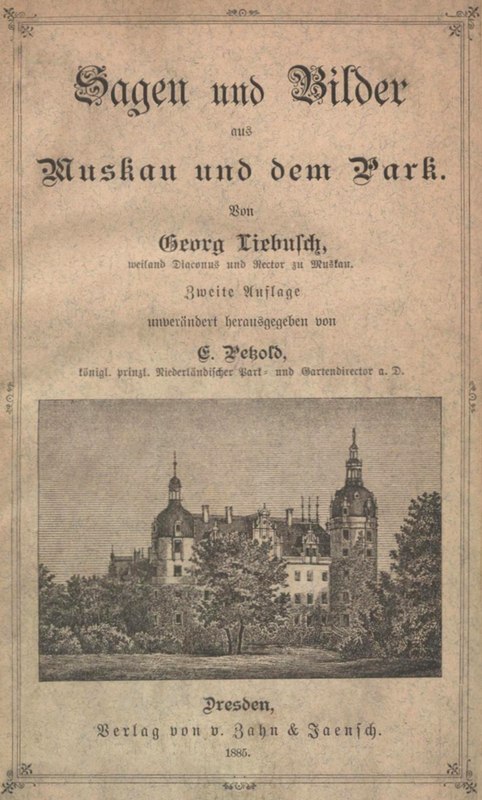 Sagen und Bilder
aus
Muskau und dem Park.
Von
Georg Liebusch,
weiland Diaconus und Rector zu Muskau.
Zweite Auflage
unverändert herausgegeben von
E. Petzold,
königl. prinzl. Niederländischer Park- und Gartendirector a. D.
Dresden,
Verlag von v. Zahn & Jaensch.
1885.